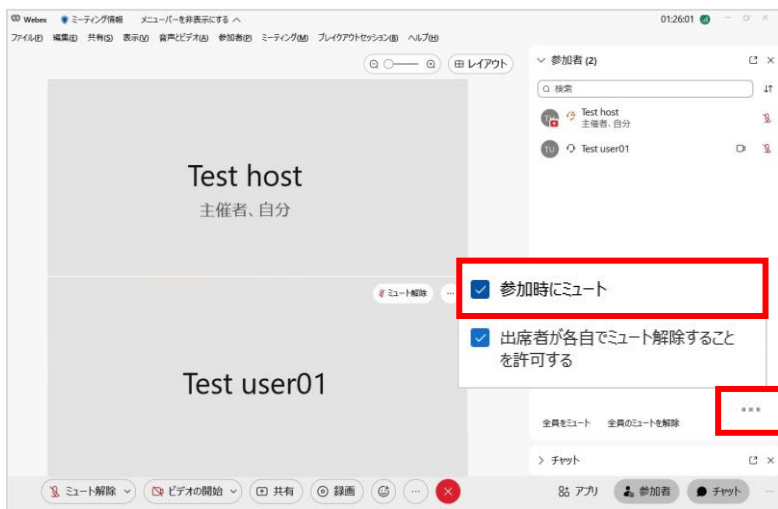 Webex ミーティング情報 メニューバーを非表示にする 01:26:01
ファイル(F) 編集(E) 共有(S) 表示(V) 音声とビデオ(A) 参加者(P) ミーティング(M) ブレイクアウトセッション(B) ヘルプ(H)
レイアウト
参加者 (2)
検索
TH Test host
主催者、自分
TU Test user01
Test host
主催者、自分
ミュート解除
Test user01
参加時にミュート
出席者が各自でミュート解除すること
を許可する
全員をミュート 全員のミュートを解除
チャット
ミュート解除 ビデオの開始 共有 録画 アプリ 参加者 チャット